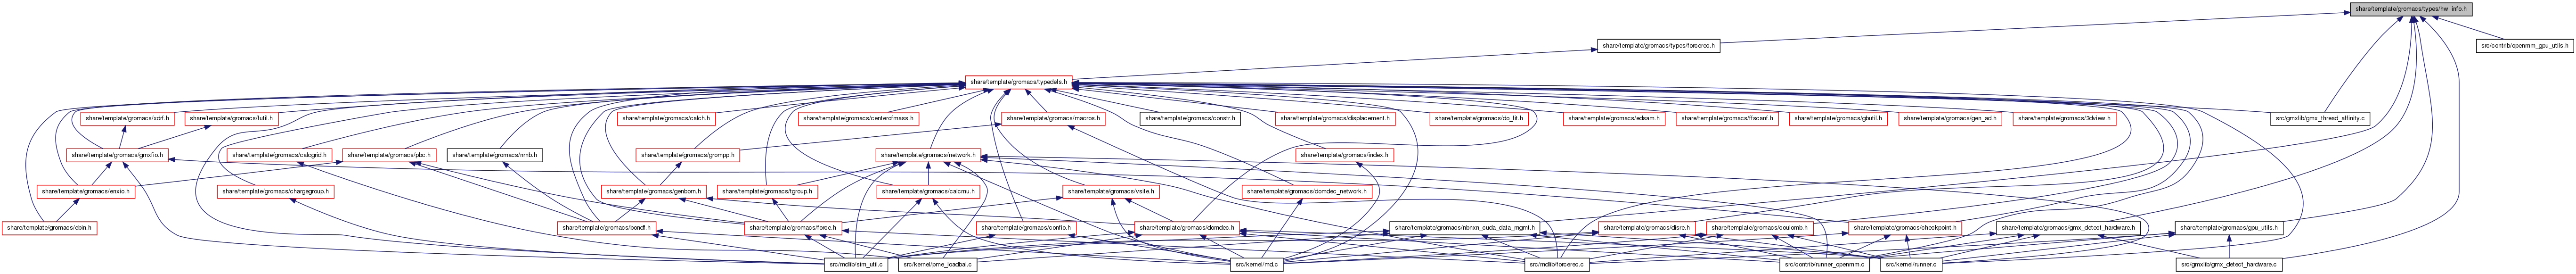 share/template/gromacs/types/hw_info.h
share/template/gromacs/types/forcerec.h
src/contrib/openmm_gpu_utils.h
share/template/gromacs/typedefs.h
share/template/gromacs/xdrf.h
share/template/gromacs/futil.h
share/template/gromacs/calch.h
share/template/gromacs/centerofmass.h
share/template/gromacs/macros.h
share/template/gromacs/constr.h
share/template/gromacs/displacement.h
share/template/gromacs/do_fit.h
share/template/gromacs/edsam.h
share/template/gromacs/ffscanf.h
share/template/gromacs/gbutil.h
share/template/gromacs/gen_ad.h
share/template/gromacs/3dview.h
src/gmxlib/gmx_thread_affinity.c
share/template/gromacs/gmxfio.h
share/template/gromacs/calcgrid.h
share/template/gromacs/pbc.h
share/template/gromacs/nrnb.h
share/template/gromacs/grompp.h
share/template/gromacs/network.h
share/template/gromacs/index.h
share/template/gromacs/enxio.h
share/template/gromacs/chargegroup.h
share/template/gromacs/genborn.h
share/template/gromacs/tgroup.h
share/template/gromacs/calcmu.h
share/template/gromacs/vsite.h
share/template/gromacs/domdec_network.h
share/template/gromacs/ebin.h
share/template/gromacs/bondf.h
share/template/gromacs/force.h
share/template/gromacs/confio.h
share/template/gromacs/domdec.h
share/template/gromacs/nbnxn_cuda_data_mgmt.h
share/template/gromacs/disre.h
share/template/gromacs/coulomb.h
share/template/gromacs/checkpoint.h
share/template/gromacs/gmx_detect_hardware.h
share/template/gromacs/gpu_utils.h
src/mdlib/sim_util.c
src/kernel/pme_loadbal.c
src/kernel/md.c
src/mdlib/forcerec.c
src/contrib/runner_openmm.c
src/kernel/runner.c
src/gmxlib/gmx_detect_hardware.c